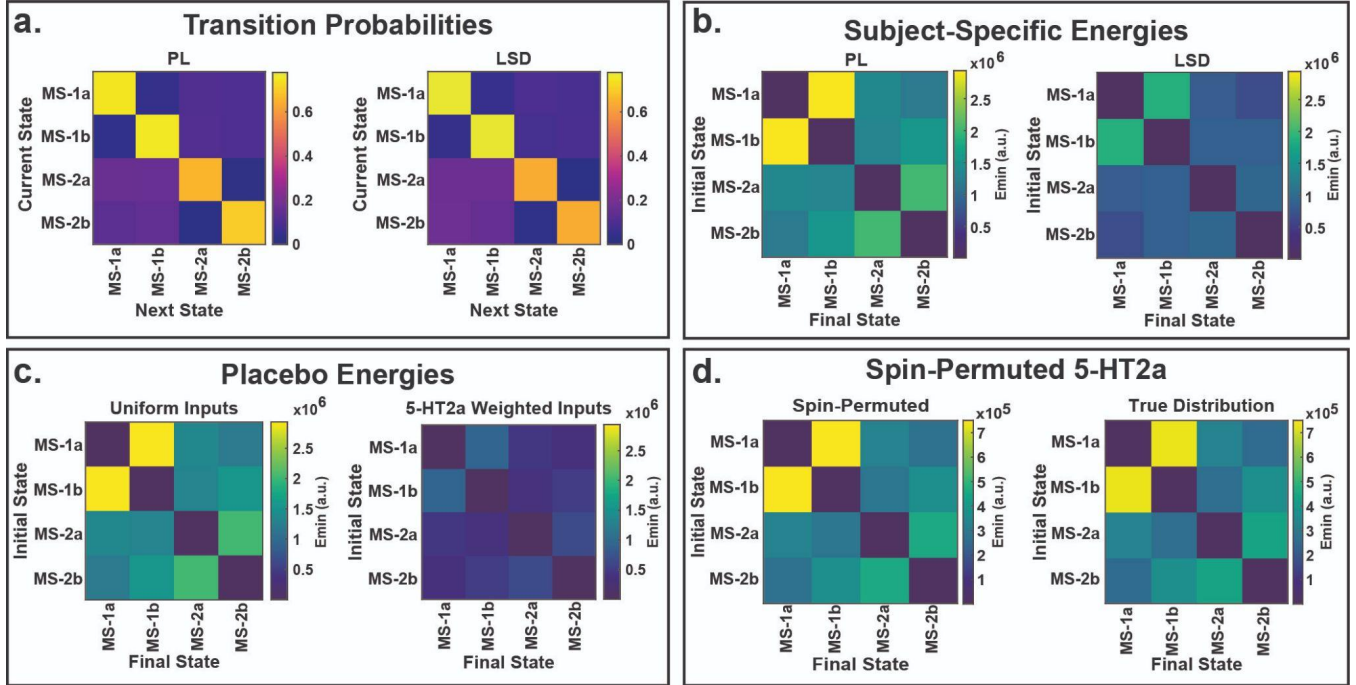 a. Transition Probabilities
PL
LSD
Current State
MS-1a
MS-1b
MS-2a
MS-2b
0.6
0.4
0.2
0
MS-1a
MS-1b
MS-2a
MS-2b
Next State
Current State
MS-1a
MS-1b
MS-2a
MS-2b
0.6
0.4
0.2
0
MS-1a
MS-1b
MS-2a
MS-2b
Next State
b. Subject-Specific Energies
PL
LSD
Initial State
MS-1a
MS-1b
MS-2a
MS-2b
x10⁶
2.5
2
1.5
1
0.5
Emin (a.u.)
MS-1a
MS-1b
MS-2a
MS-2b
Final State
Initial State
MS-1a
MS-1b
MS-2a
MS-2b
x10⁶
2.5
2
1.5
1
0.5
Emin (a.u.)
MS-1a
MS-1b
MS-2a
MS-2b
Final State
c. Placebo Energies
Uniform Inputs
5-HT2a Weighted Inputs
Initial State
MS-1a
MS-1b
MS-2a
MS-2b
x10⁶
2.5
2
1.5
1
0.5
Emin (a.u.)
MS-1a
MS-1b
MS-2a
MS-2b
Final State
Initial State
MS-1a
MS-1b
MS-2a
MS-2b
x10⁶
2.5
2
1.5
1
0.5
Emin (a.u.)
MS-1a
MS-1b
MS-2a
MS-2b
Final State
d. Spin-Permuted 5-HT2a
Spin-Permuted
True Distribution
Initial State
MS-1a
MS-1b
MS-2a
MS-2b
x10⁵
7
6
5
4
3
2
1
Emin (a.u.)
MS-1a
MS-1b
MS-2a
MS-2b
Final State
Initial State
MS-1a
MS-1b
MS-2a
MS-2b
x10⁵
7
6
5
4
3
2
1
Emin (a.u.)
MS-1a
MS-1b
MS-2a
MS-2b
Final State